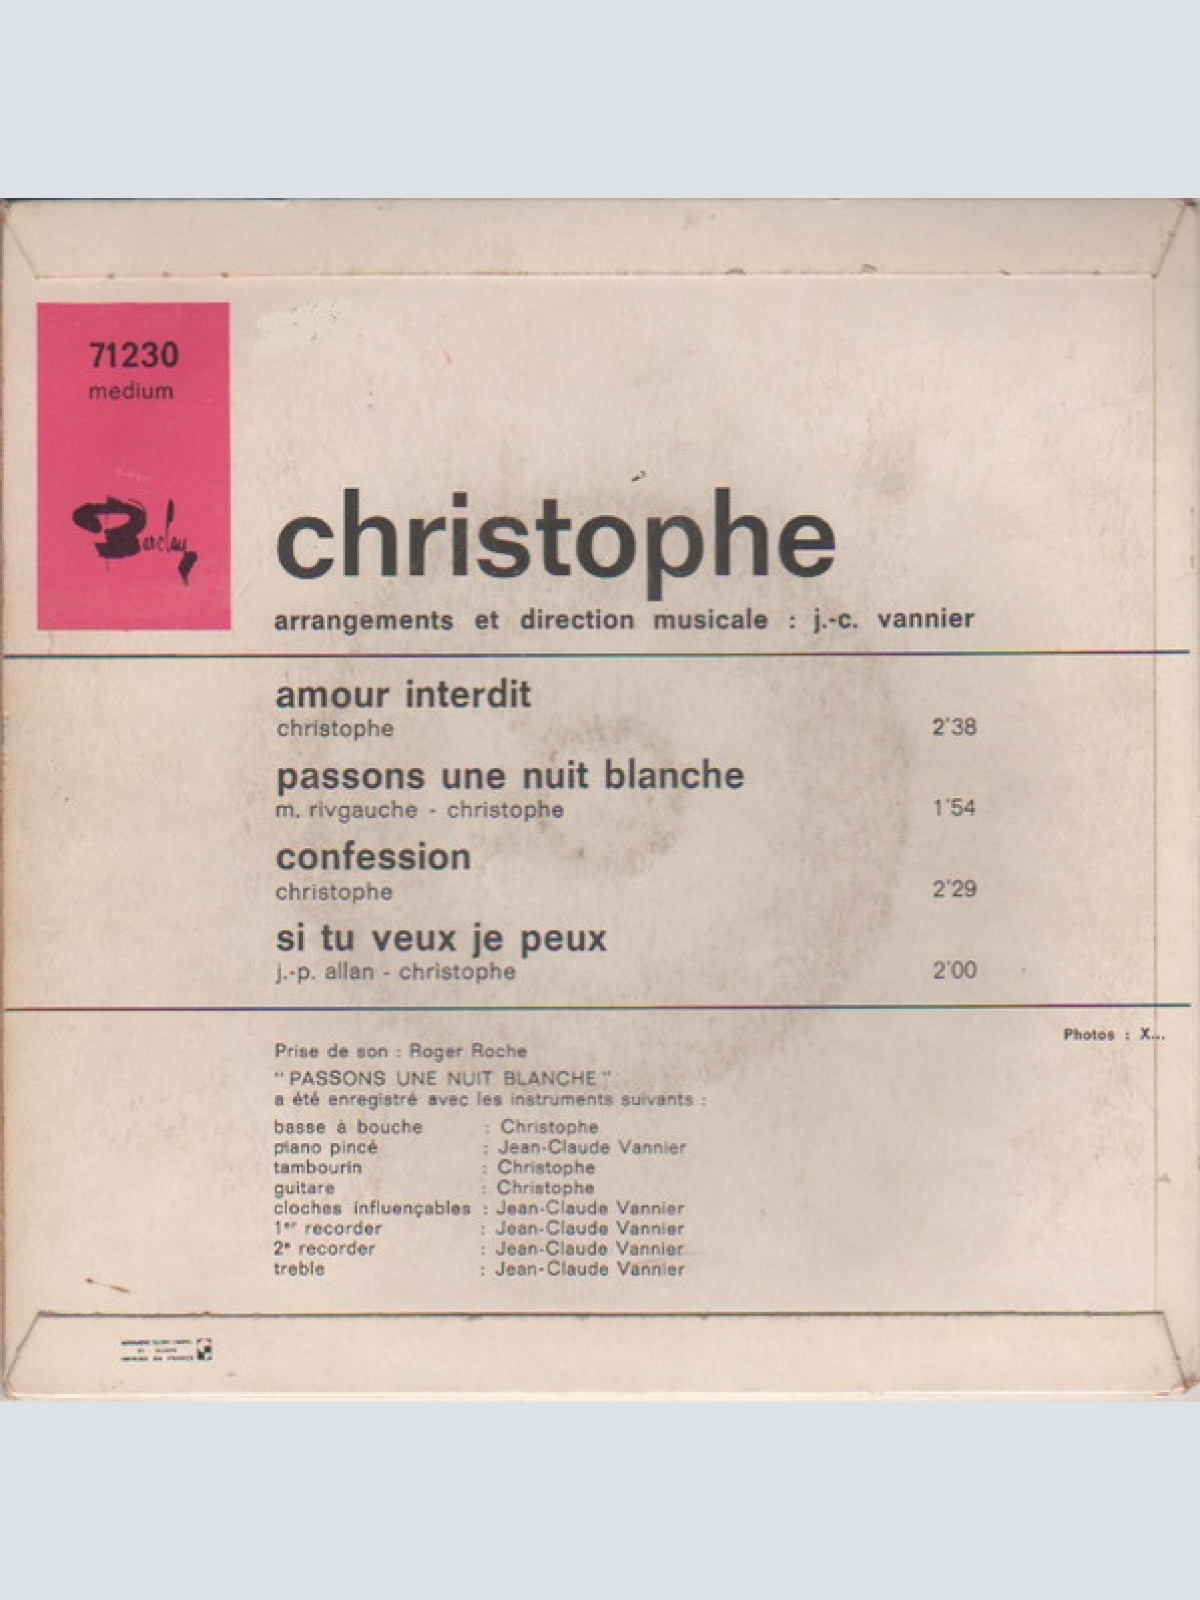 71230
medium
Barclay
christophe
arrangements et direction musicale : j.-c. vannier
amour interdit
christophe 2'38
passons une nuit blanche
m. rivgauche - christophe 1'54
confession
christophe 2'29
si tu veux je peux
j.-p. allan - christophe 2'00
Photos : X...
Prise de son : Roger Roche
"PASSONS UNE NUIT BLANCHE"
a été enregistré avec les instruments suivants :
basse à bouche : Christophe
piano pincé : Jean-Claude Vannier
tambourin : Christophe
guitare : Christophe
cloches influençables : Jean-Claude Vannier
1er recorder : Jean-Claude Vannier
2e recorder : Jean-Claude Vannier
treble : Jean-Claude Vannier
EN FRANCE